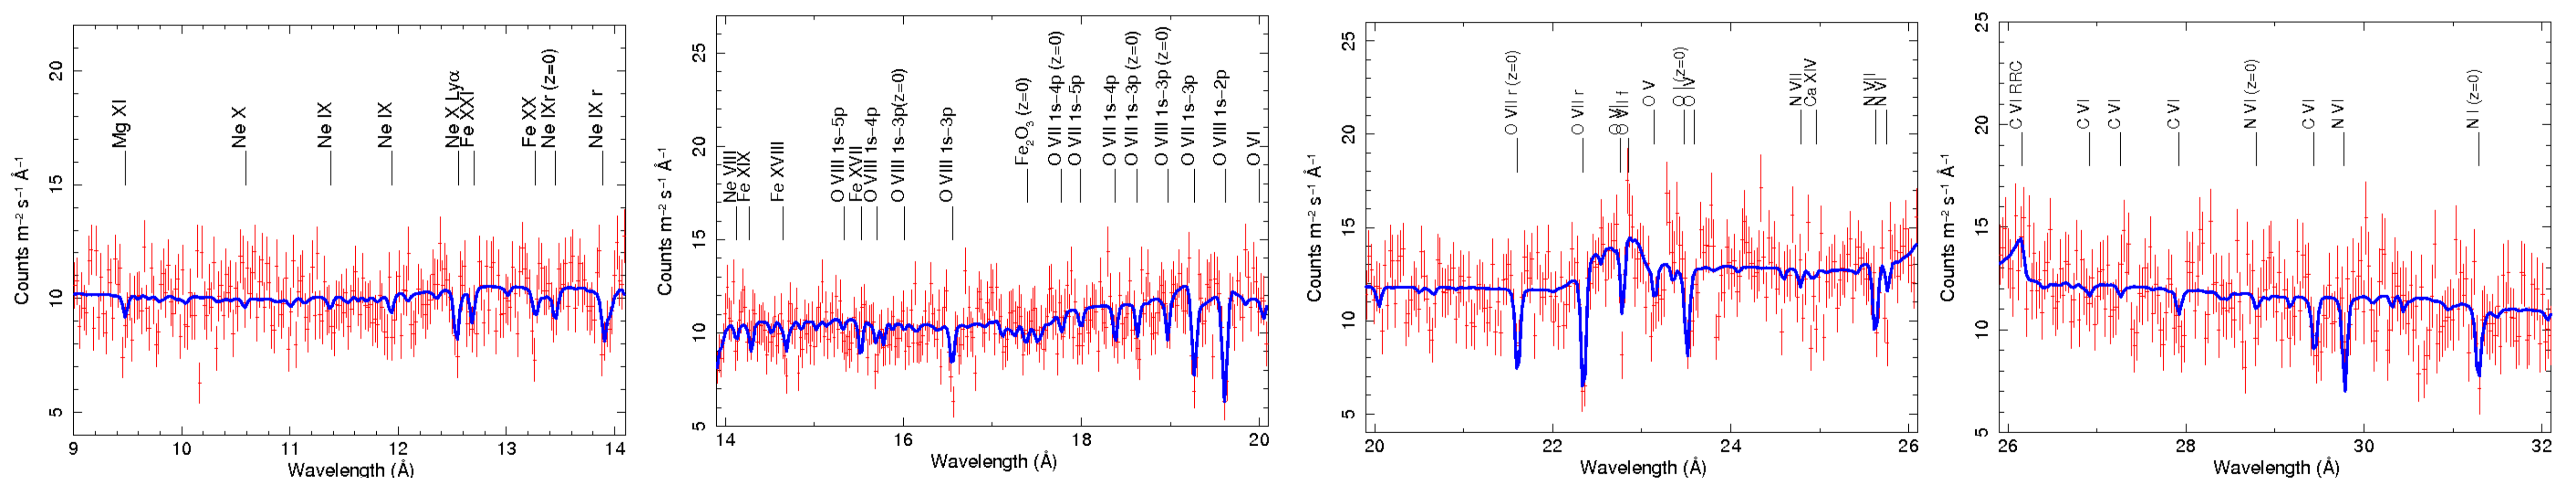 Counts m⁻² s⁻¹ Å⁻¹
5
10
15
20
Mg XI
Ne X
Ne IX
Ne IX
Ne X Lyα
Fe XXI
Fe XX
Ne IXr (z=0)
Ne IX r
9
10
11
12
13
14
Wavelength (Å)
Counts m⁻² s⁻¹ Å⁻¹
5
10
15
20
25
Ne VIII
Fe XIX
Fe XVIII
O VIII 1s−5p
Fe XVII
O VIII 1s−4p
O VIII 1s−3p(z=0)
O VIII 1s−3p
Fe₂O₃ (z=0)
O VII 1s−4p (z=0)
O VII 1s−5p
O VII 1s−4p
O VII 1s−3p (z=0)
O VIII 1s−3p (z=0)
O VII 1s−3p
O VIII 1s−2p
O VI
14
16
18
20
Wavelength (Å)
Counts m⁻² s⁻¹ Å⁻¹
5
10
15
20
25
O VII r (z=0)
O VII r
O VI
O VII f
O V
O I (z=0)
O IV
N VII
Ca XIV
N VI
20
22
24
26
Wavelength (Å)
Counts m⁻² s⁻¹ Å⁻¹
5
10
15
20
25
C VI RRC
C VI
C VI
C VI
N VI (z=0)
C VI
N VI
N I (z=0)
26
28
30
32
Wavelength (Å)